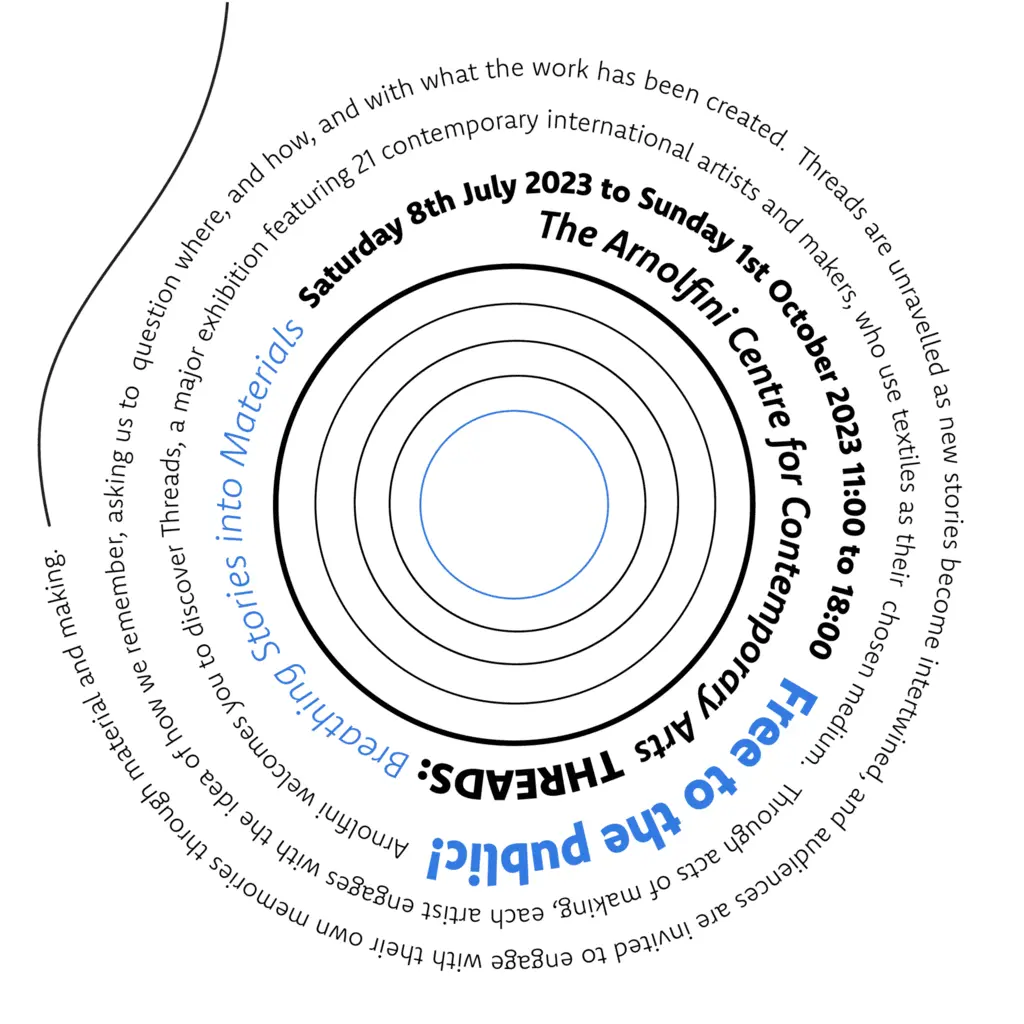 The Arnolfini Centre for Contemporary Arts THREADS: Breathing Stories into Materials
Saturday 8th July 2023 to Sunday 1st October 2023 11:00 to 18:00 Free to the public!
Arnolfini welcomes you to discover Threads, a major exhibition featuring 21 contemporary international artists and makers, who use textiles as their chosen medium. Through acts of making, each artist engages with the idea of how we remember, asking us to question where, and how, and with what the work has been created. Threads are unravelled as new stories become intertwined, and audiences are invited to engage with their own memories through material and making.